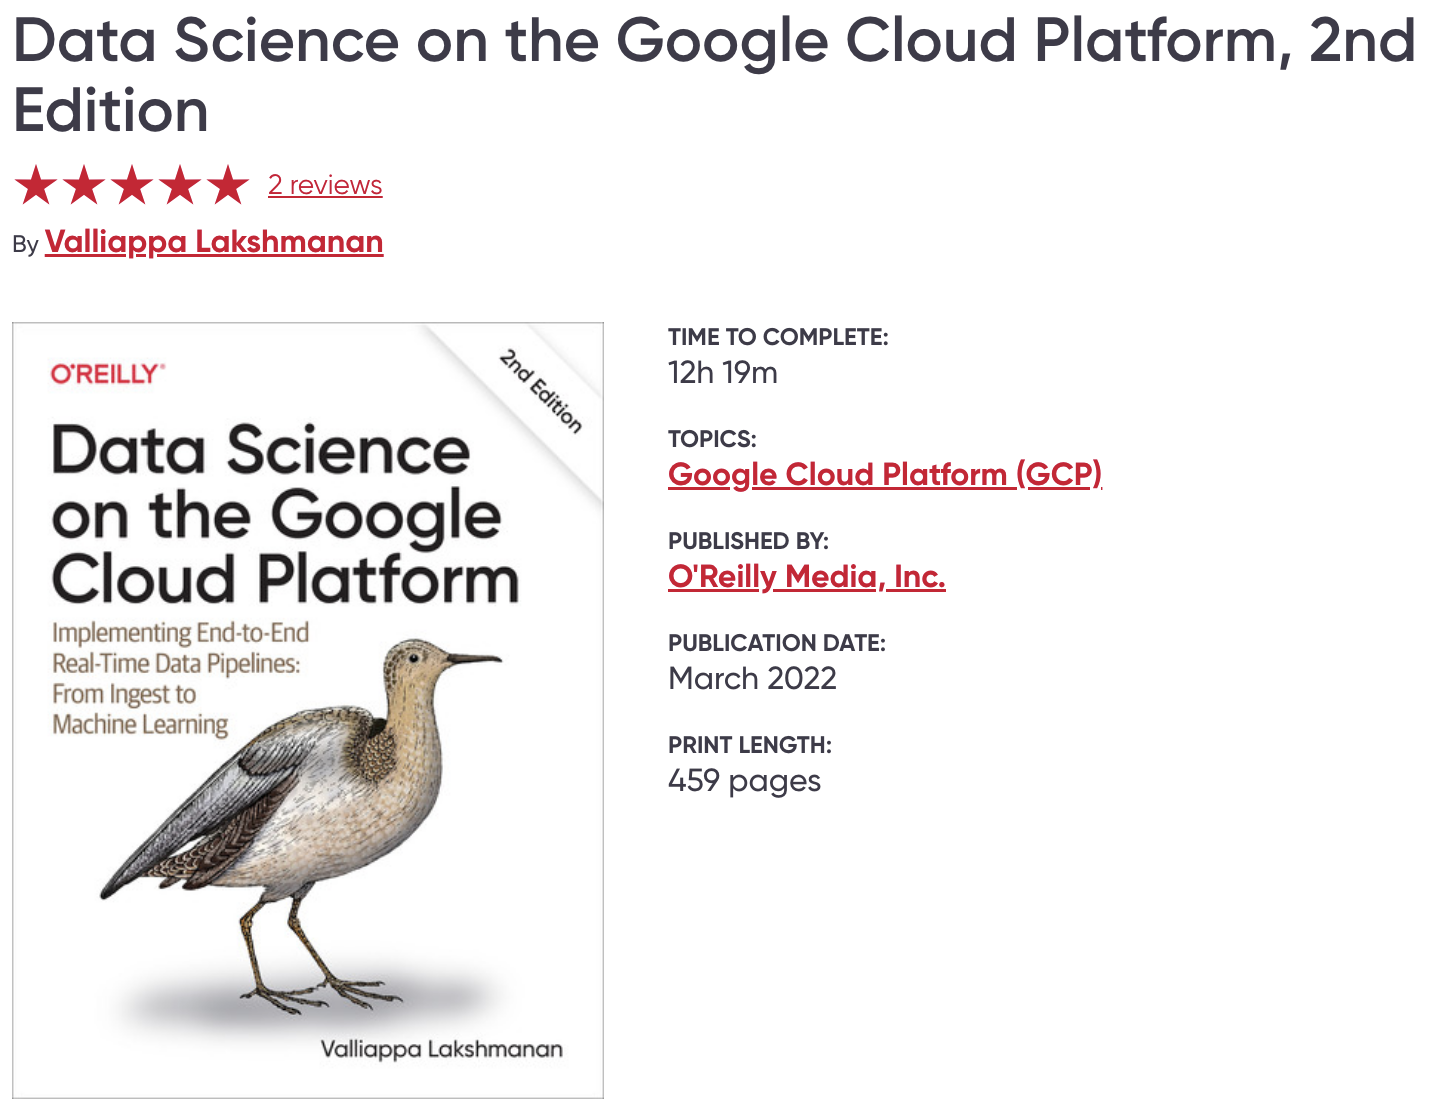 Data Science on the Google Cloud Platform, 2nd
Edition
2 reviews
By Valliappa Lakshmanan
O'REILLY®
2nd Edition
Data Science
on the Google
Cloud Platform
Implementing End-to-End
Real-Time Data Pipelines:
From Ingest to
Machine Learning
Valliappa Lakshmanan
TIME TO COMPLETE:
12h 19m
TOPICS:
Google Cloud Platform (GCP)
PUBLISHED BY:
O'Reilly Media, Inc.
PUBLICATION DATE:
March 2022
PRINT LENGTH:
459 pages